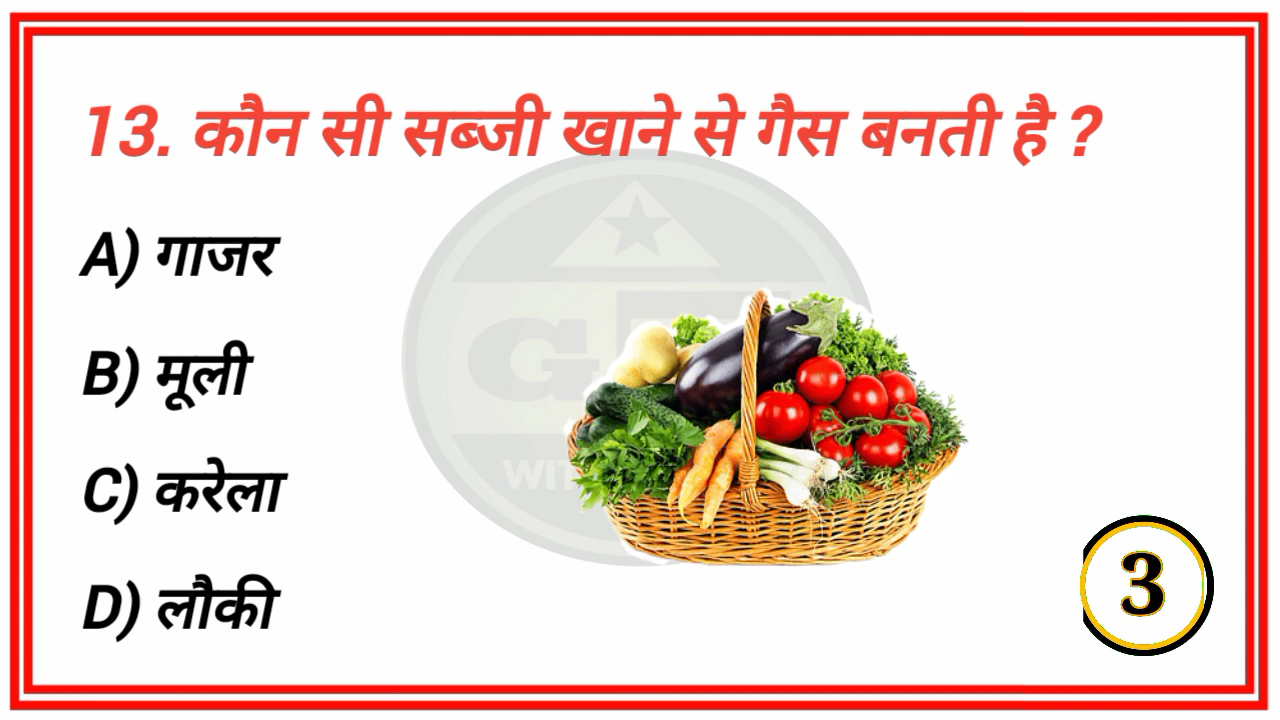 13. कौन सी सब्जी खाने से गैस बनती है ?
A) गाजर
B) मूली
C) करेला
D) लौकी
3